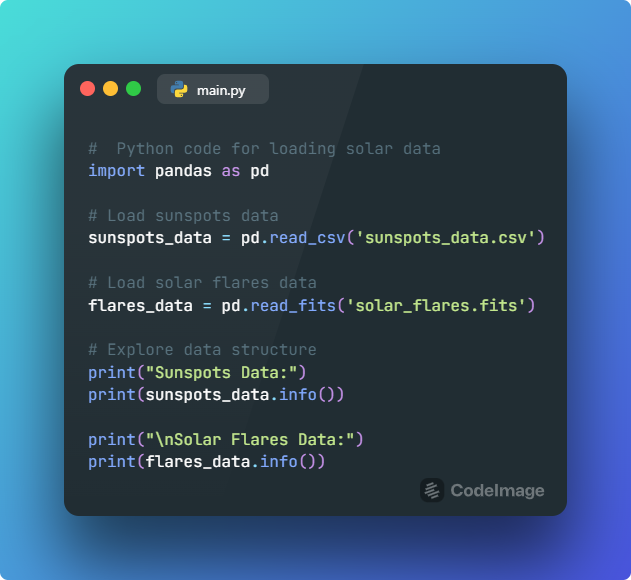 main.py
#  Python code for loading solar data
import pandas as pd
# Load sunspots data
sunspots_data = pd.read_csv('sunspots_data.csv')
# Load solar flares data
flares_data = pd.read_fits('solar_flares.fits')
# Explore data structure
print("Sunspots Data:")
print(sunspots_data.info())
print("\nSolar Flares Data:")
print(flares_data.info())
CodeImage